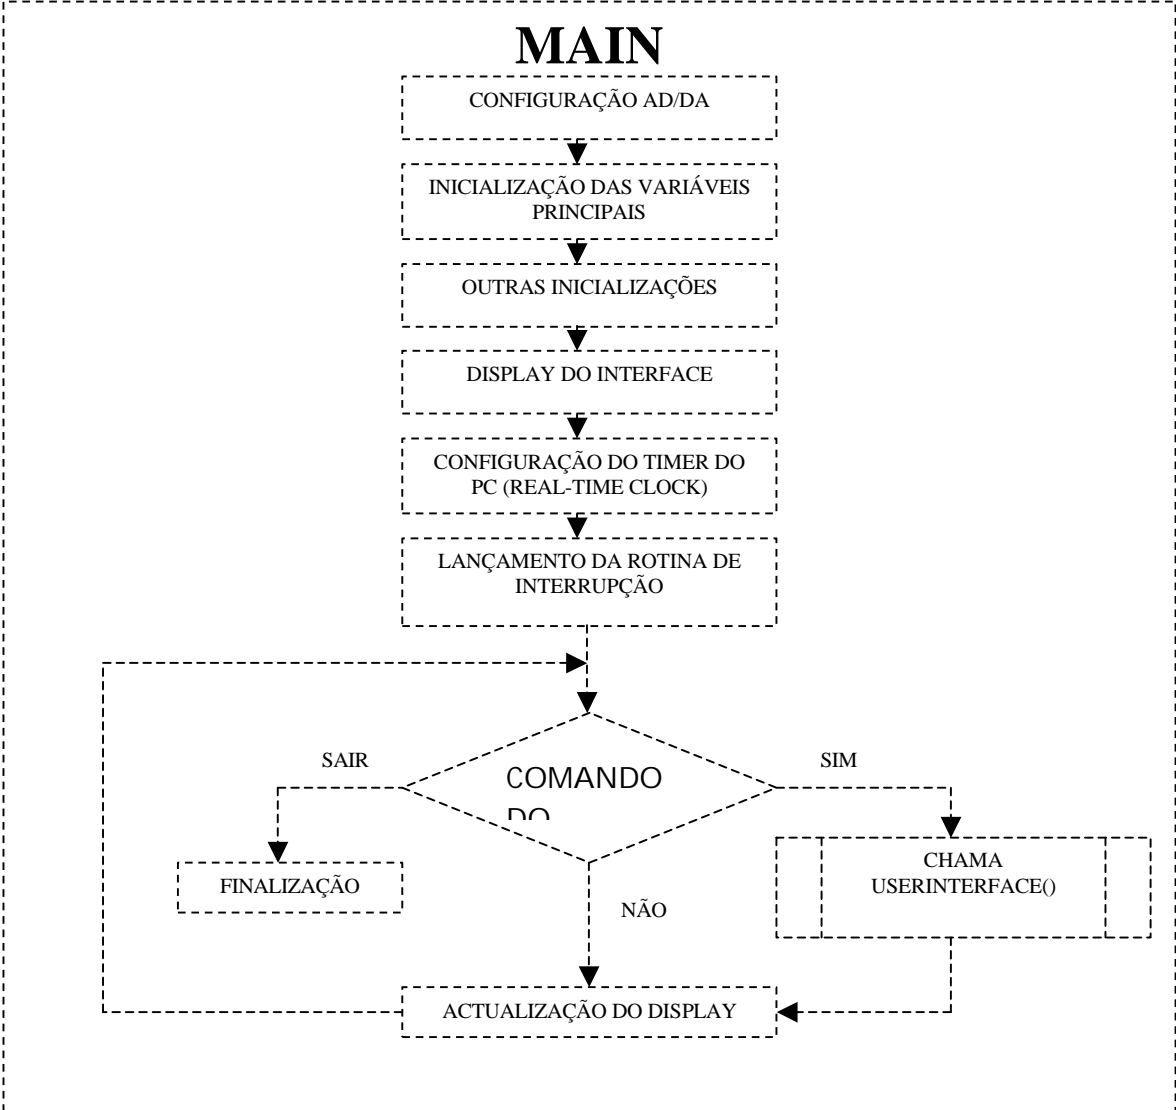 MAIN
CONFIGURAÇÃO AD/DA
INICIALIZAÇÃO DAS VARIÁVEIS
PRINCIPAIS
OUTRAS INICIALIZAÇÕES
DISPLAY DO INTERFACE
CONFIGURAÇÃO DO TIMER DO
PC (REAL-TIME CLOCK)
LANÇAMENTO DA ROTINA DE
INTERRUPÇÃO
SAIR
COMANDO
DO
SIM
FINALIZAÇÃO
CHAMA
USERINTERFACE()
NÃO
ACTUALIZAÇÃO DO DISPLAY